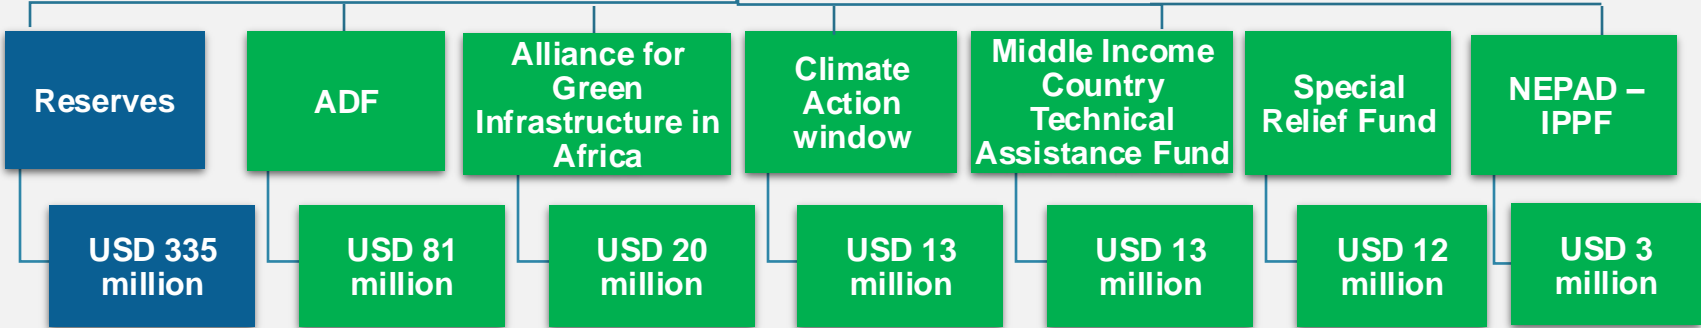 Reserves
ADF
Alliance for
Green
Infrastructure in
Africa
Climate
Action
window
Middle Income
Country
Technical
Assistance Fund
Special
Relief Fund
NEPAD –
IPPF
USD 335
million
USD 81
million
USD 20
million
USD 13
million
USD 13
million
USD 12
million
USD 3
million